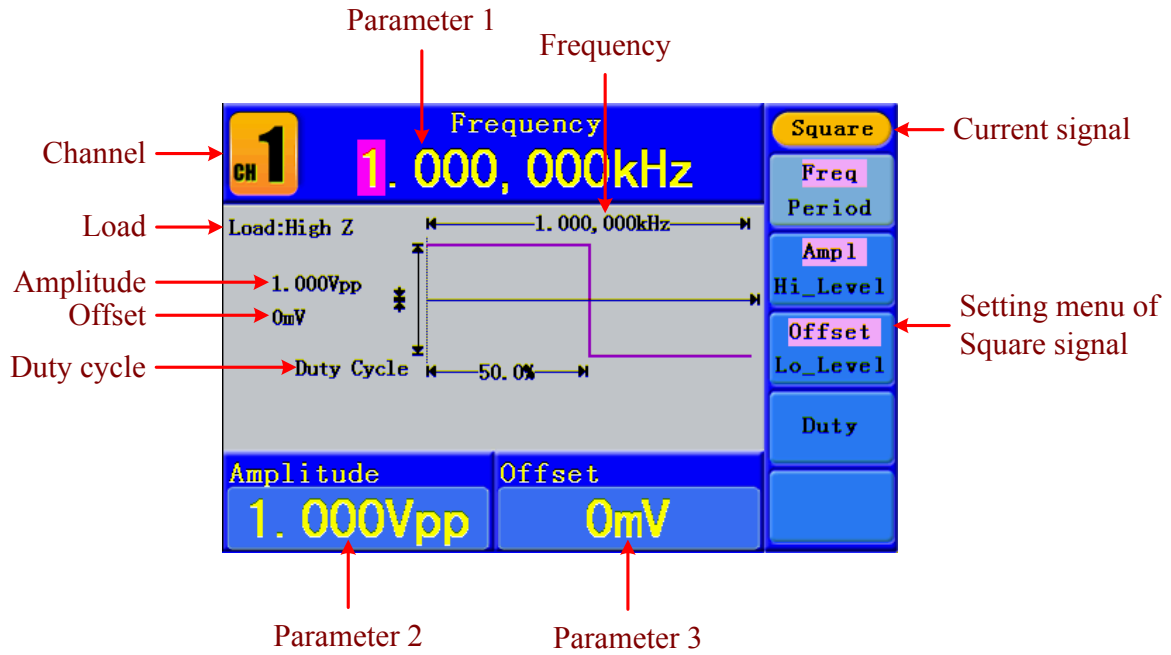 Parameter 1
Frequency
Channel
CH 1
Frequency
1.000,000kHz
Square
Current signal
Freq
Period
Load
Load:High Z
1.000,000kHz
Ampl
Hi_Level
Amplitude
1.000Vpp
Offset
0mV
Offset
Lo_Level
Setting menu of
Square signal
Duty cycle
Duty Cycle
50.0%
Duty
Amplitude
1.000Vpp
Offset
0mV
Parameter 2
Parameter 3